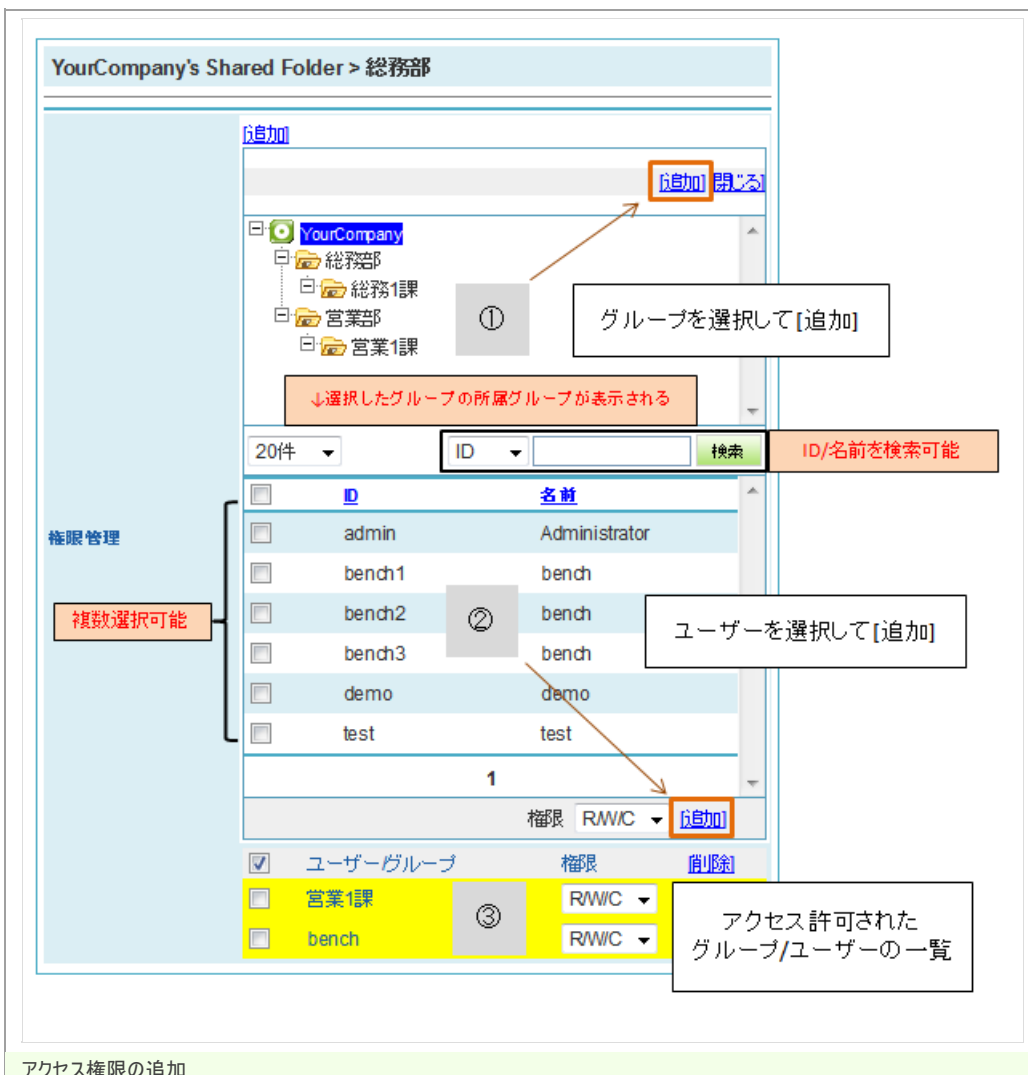 YourCompany's Shared Folder > 総務部
[追加]
[追加] [閉じる]
YourCompany
総務部
総務1課
営業部
営業1課
①
グループを選択して[追加]
↓選択したグループの所属グループが表示される
20件
ID
検索
ID/名前を検索可能
ID 名前
権限管理
admin Administrator
bench1 bench
複数選択可能
bench2 bench
②
ユーザーを選択して[追加]
bench3 bench
demo demo
test test
1
権限 R/W/C [追加]
ユーザー/グループ 権限 [削除]
営業1課 R/W/C
③
bench R/W/C
アクセス許可された
グループ/ユーザーの一覧
アクセス権限の追加